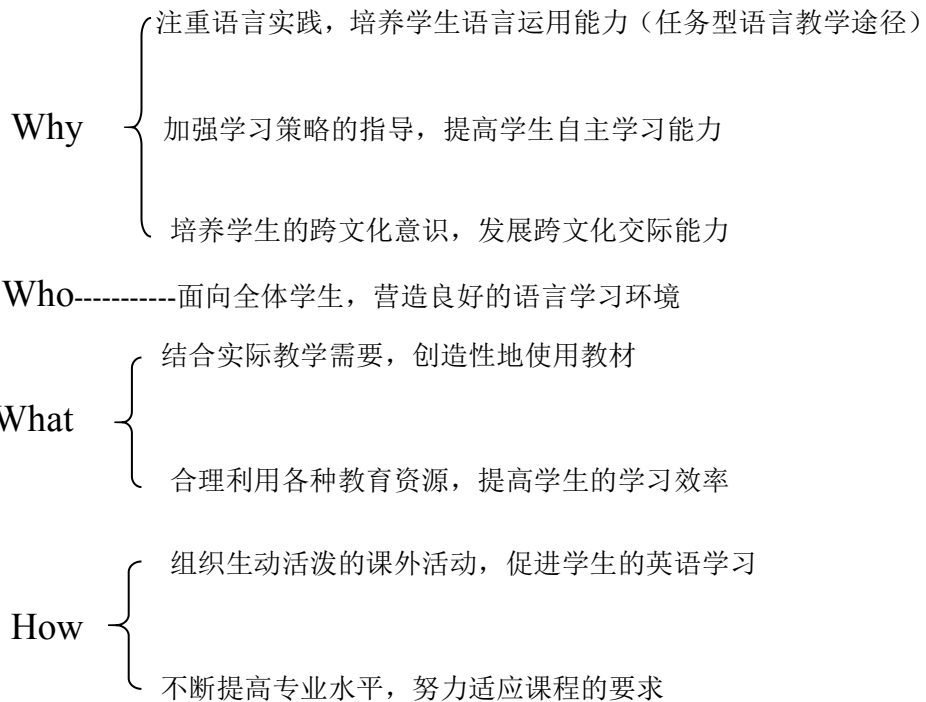 注重语言实践，培养学生语言运用能力（任务型语言教学途径）
Why
加强学习策略的指导，提高学生自主学习能力
培养学生的跨文化意识，发展跨文化交际能力
Who-----------面向全体学生，营造良好的语言学习环境
结合实际教学需要，创造性地使用教材
What
合理利用各种教育资源，提高学生的学习效率
组织生动活泼的课外活动，促进学生的英语学习
How
不断提高专业水平，努力适应课程的要求